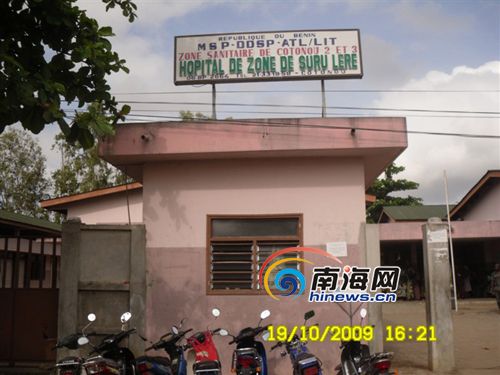 REPUBLIQUE DU BENIN
MSP-DDSP-ATL/LIT
ZONE SANITAIRE DE COTONOU 2 ET 3
HOPITAL DE ZONE DE SURU LERE
COTONOU
南海网
hinews.cn
19/10/2009 16:21